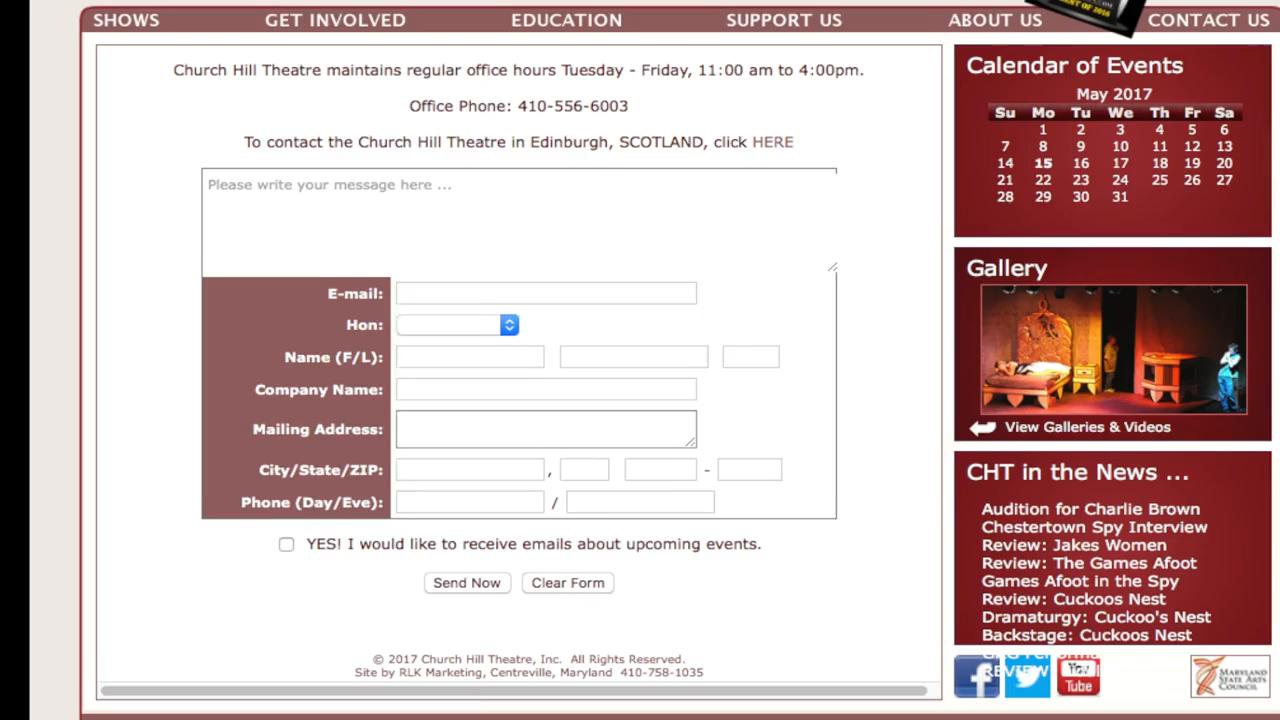 SHOWS GET INVOLVED EDUCATION SUPPORT US ABOUT US CONTACT US
Church Hill Theatre maintains regular office hours Tuesday - Friday, 11:00 am to 4:00pm.
Office Phone: 410-556-6003
To contact the Church Hill Theatre in Edinburgh, SCOTLAND, click HERE
Please write your message here ...
E-mail:
Hon:
Name (F/L):
Company Name:
Mailing Address:
City/State/ZIP: , -
Phone (Day/Eve): /
YES! I would like to receive emails about upcoming events.
Send Now Clear Form
© 2017 Church Hill Theatre, Inc. All Rights Reserved.
Site by RLK Marketing, Centreville, Maryland 410-758-1035
Calendar of Events
May 2017
Su Mo Tu We Th Fr Sa
1 2 3 4 5 6
7 8 9 10 11 12 13
14 15 16 17 18 19 20
21 22 23 24 25 26 27
28 29 30 31
Gallery
View Galleries & Videos
CHT in the News ...
Audition for Charlie Brown
Chestertown Spy Interview
Review: Jakes Women
Review: The Games Afoot
Games Afoot in the Spy
Review: Cuckoos Nest
Dramaturgy: Cuckoo's Nest
Backstage: Cuckoos Nest
REVIEW
You
Tube
MARYLAND
STATE ARTS
COUNCIL